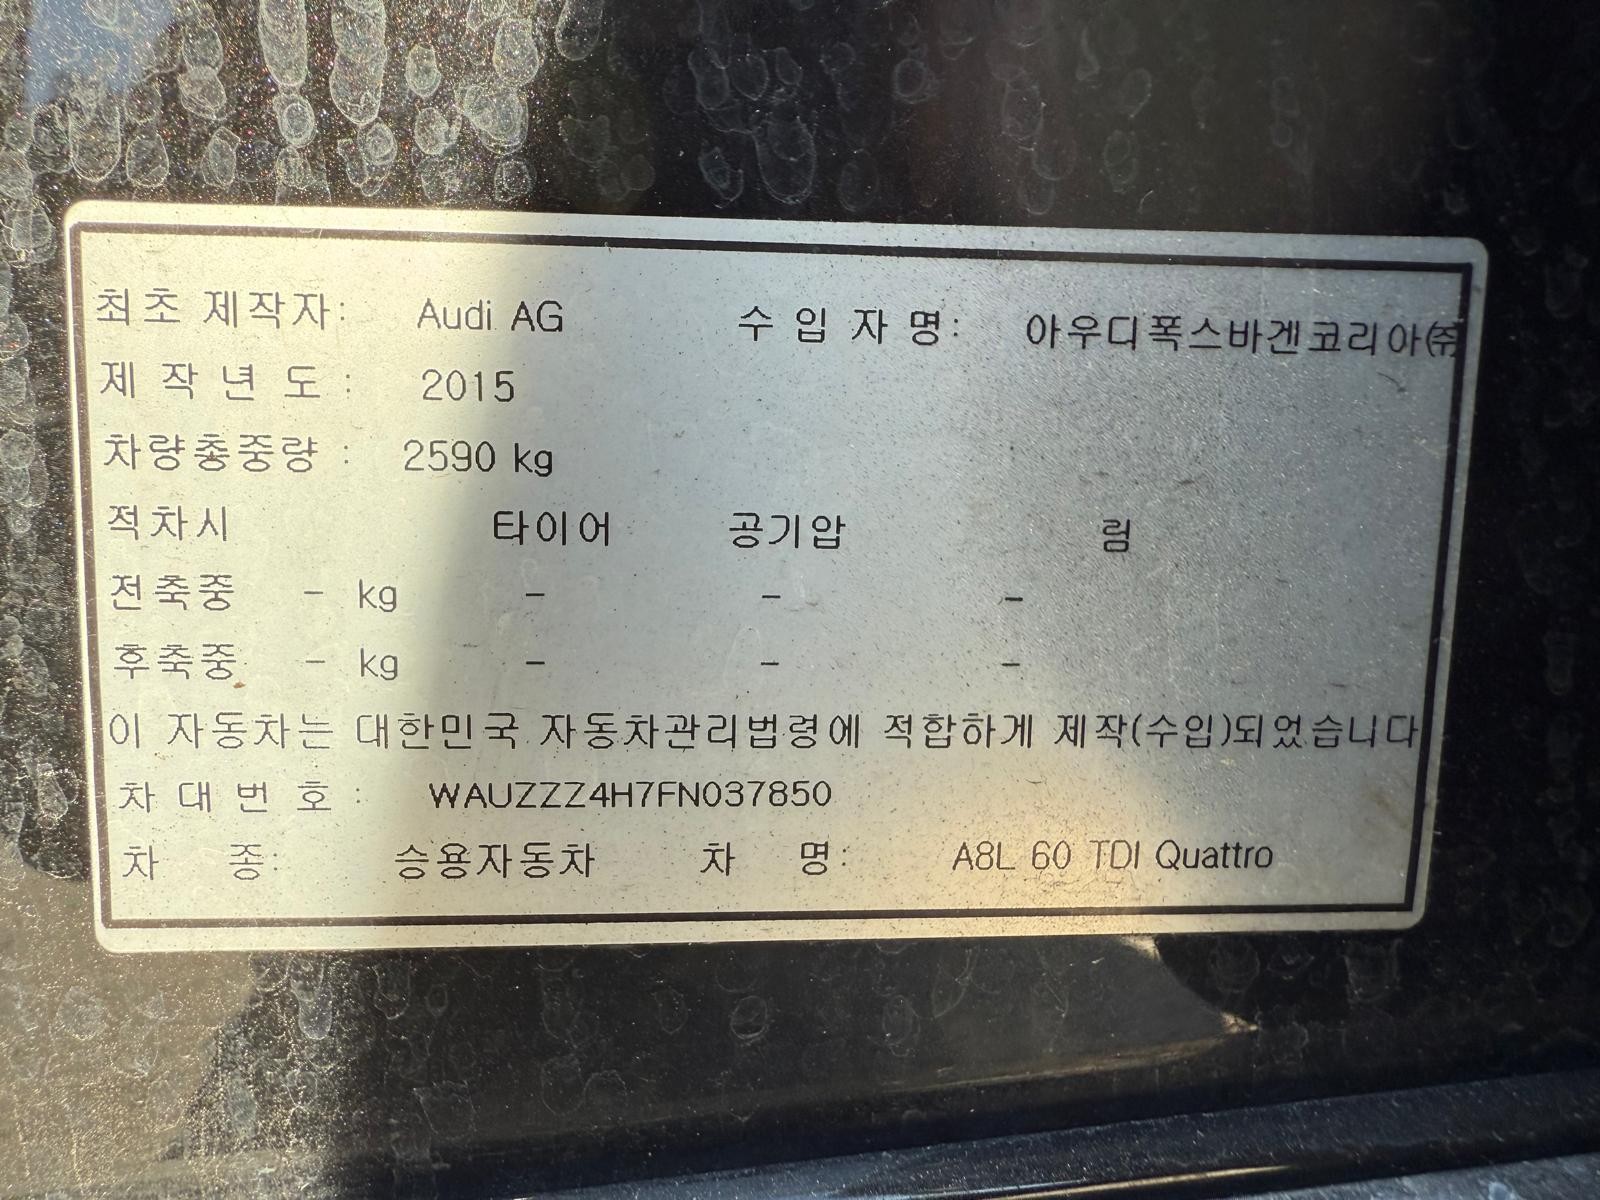 최초 제작자: Audi AG 수 입 자 명: 아우디폭스바겐코리아㈜
제 작 년 도 : 2015
차량총중량 : 2590 kg
적차시 타이어 공기압 림
전축중 - kg - - -
후축중 - kg - - -
이 자동차는 대한민국 자동차관리법령에 적합하게 제작(수입)되었습니다
차 대 번 호 : WAUZZZ4H7FN037850
차 종: 승용자동차 차 명: A8L 60 TDI Quattro